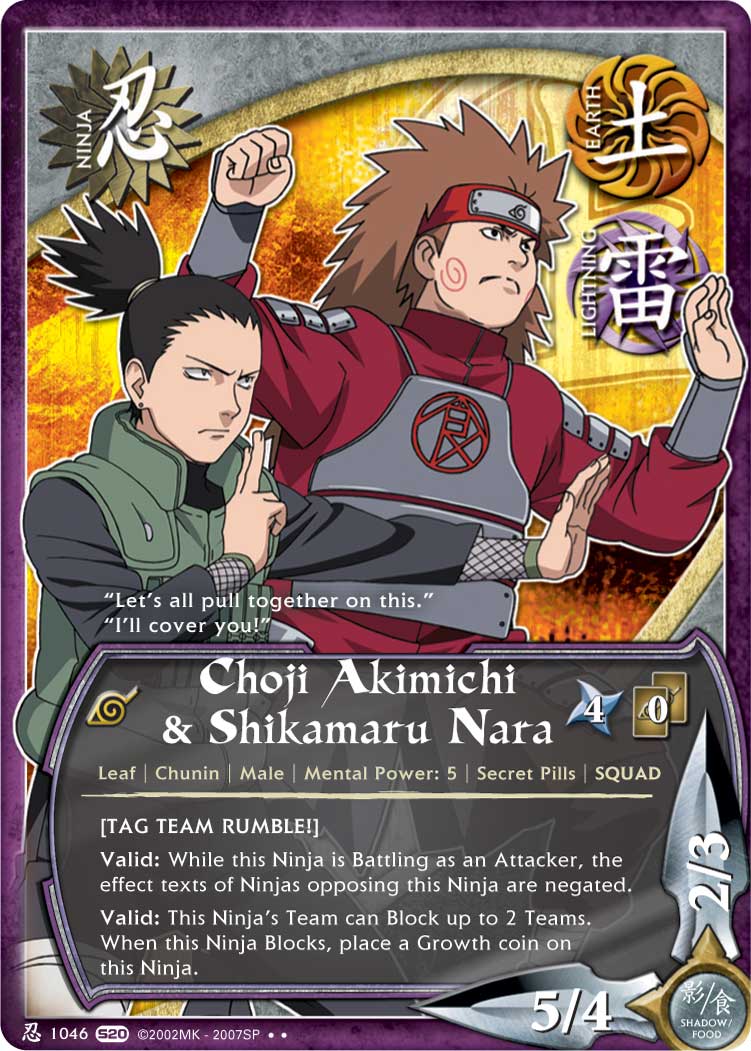 NINJA
忍
EARTH
土
LIGHTNING
雷
食
“Let’s all pull together on this.”
“I’ll cover you!”
Choji Akimichi
& Shikamaru Nara
4
0
Leaf | Chunin | Male | Mental Power: 5 | Secret Pills | SQUAD
[TAG TEAM RUMBLE!]
Valid: While this Ninja is Battling as an Attacker, the
effect texts of Ninjas opposing this Ninja are negated.
Valid: This Ninja’s Team can Block up to 2 Teams.
When this Ninja Blocks, place a Growth coin on
this Ninja.
2/3
5/4
影/食
SHADOW/
FOOD
忍 1046 S20 ©2002MK - 2007SP